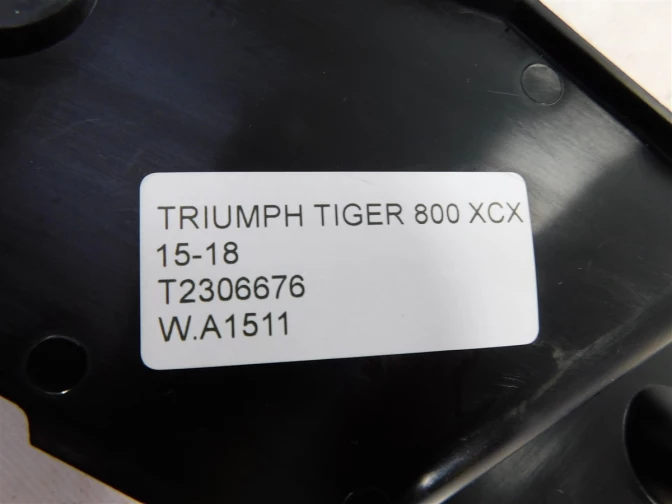 TRIUMPH TIGER 800 XCX
15-18
T2306676
W.A1511